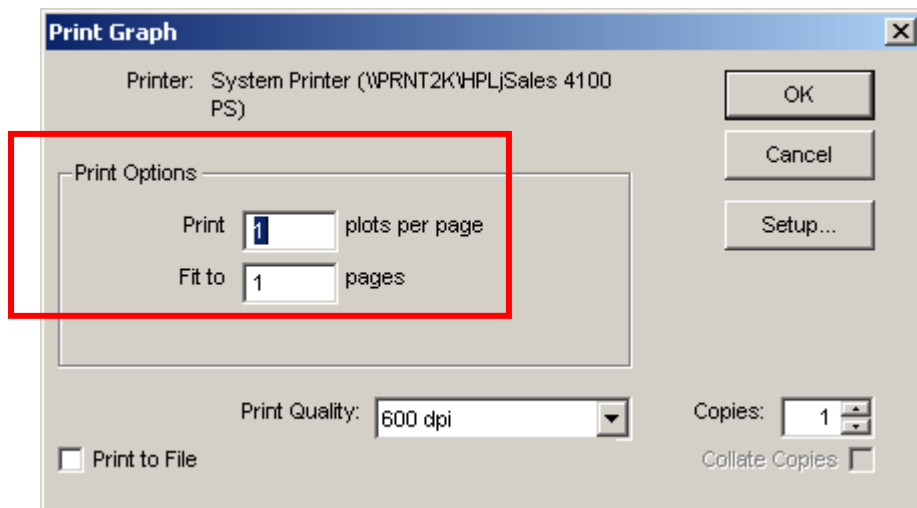 Print Graph
Printer: System Printer (\\PRNT2K\HPLjSales 4100
PS)
OK
Cancel
Setup...
Print Options
Print 1 plots per page
Fit to 1 pages
Print Quality: 600 dpi
Copies: 1
Print to File
Collate Copies